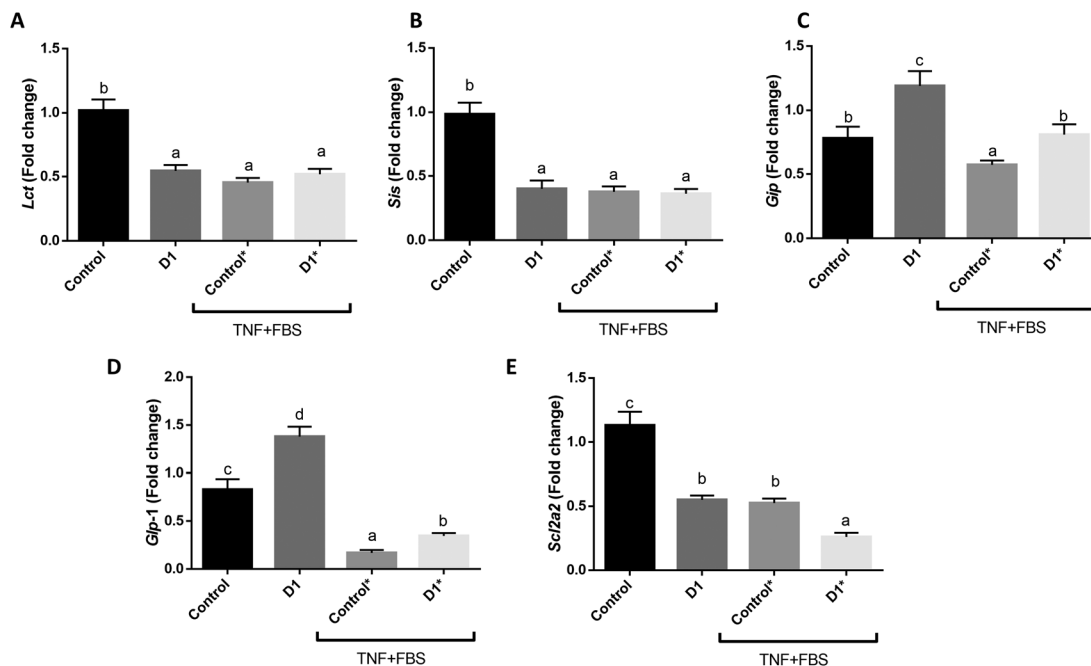 A
Lct (Fold change)
1.5
1.0
0.5
0.0
b
a
a
a
Control
D1
Control*
D1*
TNF+FBS
B
Sis (Fold change)
1.5
1.0
0.5
0.0
b
a
a
a
Control
D1
Control*
D1*
TNF+FBS
C
Gip (Fold change)
1.5
1.0
0.5
0.0
b
c
a
b
Control
D1
Control*
D1*
TNF+FBS
D
Glp-1 (Fold change)
2.0
1.5
1.0
0.5
0.0
c
d
a
b
Control
D1
Control*
D1*
TNF+FBS
E
Scl2a2 (Fold change)
1.5
1.0
0.5
0.0
c
b
b
a
Control
D1
Control*
D1*
TNF+FBS